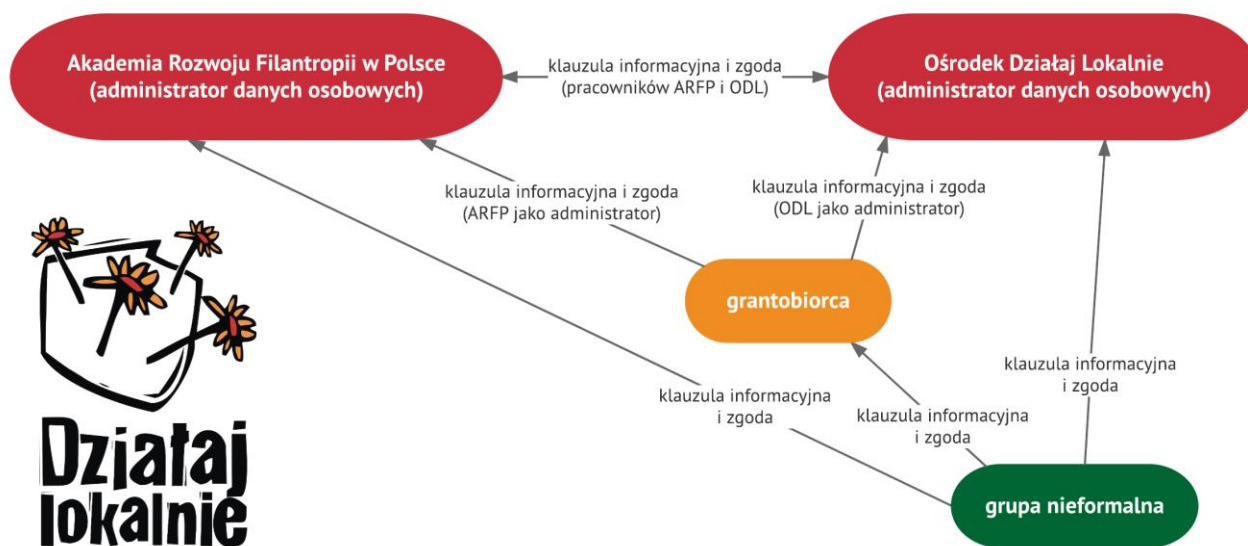 Akademia Rozwoju Filantropii w Polsce
(administrator danych osobowych)
klauzula informacyjna i zgoda
(pracowników ARFP i ODL)
Ośrodek Działaj Lokalnie
(administrator danych osobowych)
klauzula informacyjna i zgoda
(ARFP jako administrator)
klauzula informacyjna i zgoda
(ODL jako administrator)
grantobiorca
klauzula informacyjna
i zgoda
klauzula informacyjna
i zgoda
klauzula informacyjna
i zgoda
grupa nieformalna
Działaj
lokalnie